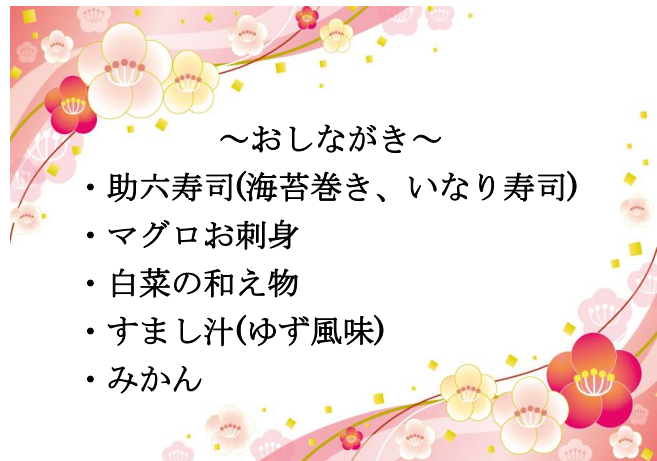 ～おしながき～
・助六寿司(海苔巻き、いなり寿司)
・マグロお刺身
・白菜の和え物
・すまし汁(ゆず風味)
・みかん